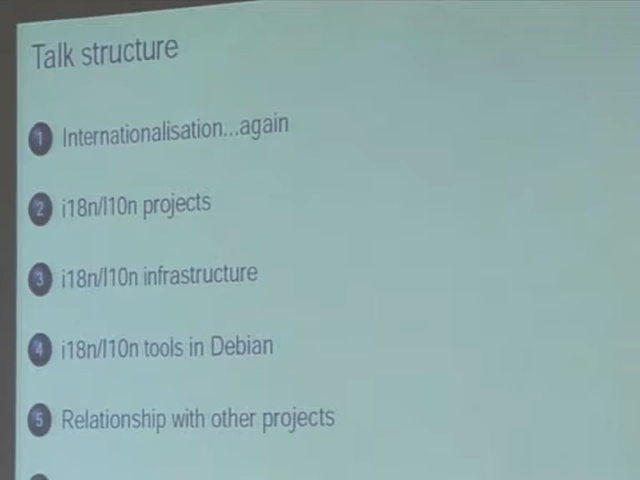 Talk structure
1 Internationalisation...again
2 i18n/l10n projects
3 i18n/l10n infrastructure
4 i18n/l10n tools in Debian
5 Relationship with other projects